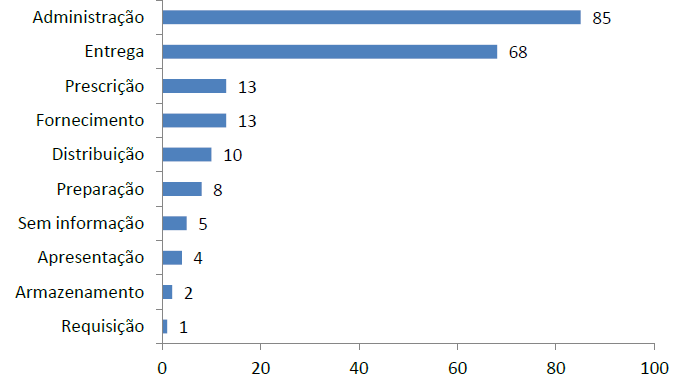 Administração 85
Entrega 68
Prescrição 13
Fornecimento 13
Distribuição 10
Preparação 8
Sem informação 5
Apresentação 4
Armazenamento 2
Requisição 1
0 20 40 60 80 100